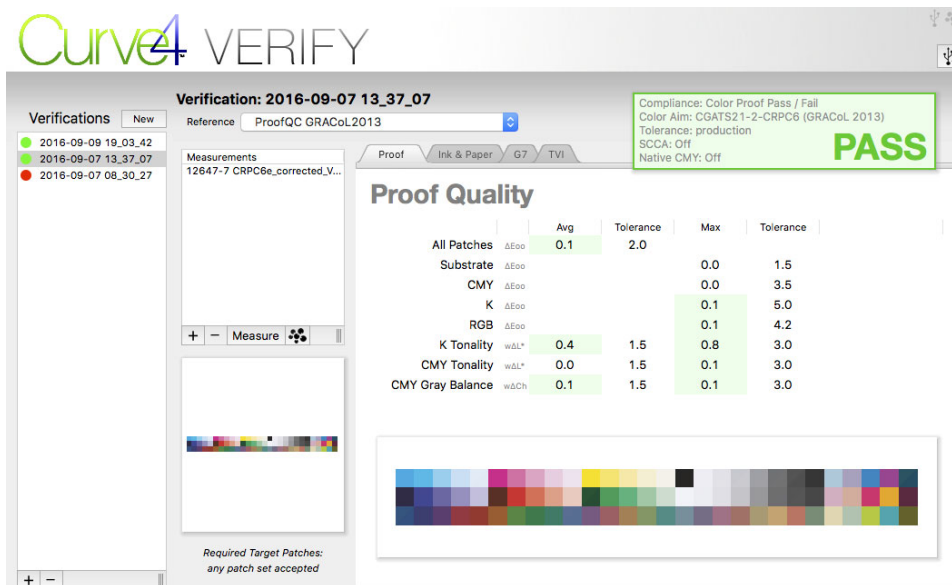 Curve4 VERIFY
Verifications New
2016-09-09 19_03_42
2016-09-07 13_37_07
2016-09-07 08_30_27
Verification: 2016-09-07 13_37_07
Reference ProofQC GRACoL2013
Compliance: Color Proof Pass / Fail
Color Aim: CGATS21-2-CRPC6 (GRACoL 2013)
Tolerance: production
SCCA: Off
Native CMY: Off
PASS
Measurements
12647-7 CRPC6e_corrected_V...
+ − Measure
Proof Ink & Paper G7 TVI
Proof Quality
Avg Tolerance Max Tolerance
All Patches ΔE00 0.1 2.0
Substrate ΔE00 0.0 1.5
CMY ΔE00 0.0 3.5
K ΔE00 0.1 5.0
RGB ΔE00 0.1 4.2
K Tonality wΔL* 0.4 1.5 0.8 3.0
CMY Tonality wΔL* 0.0 1.5 0.1 3.0
CMY Gray Balance wΔCh 0.1 1.5 0.1 3.0
Required Target Patches:
any patch set accepted
+ −